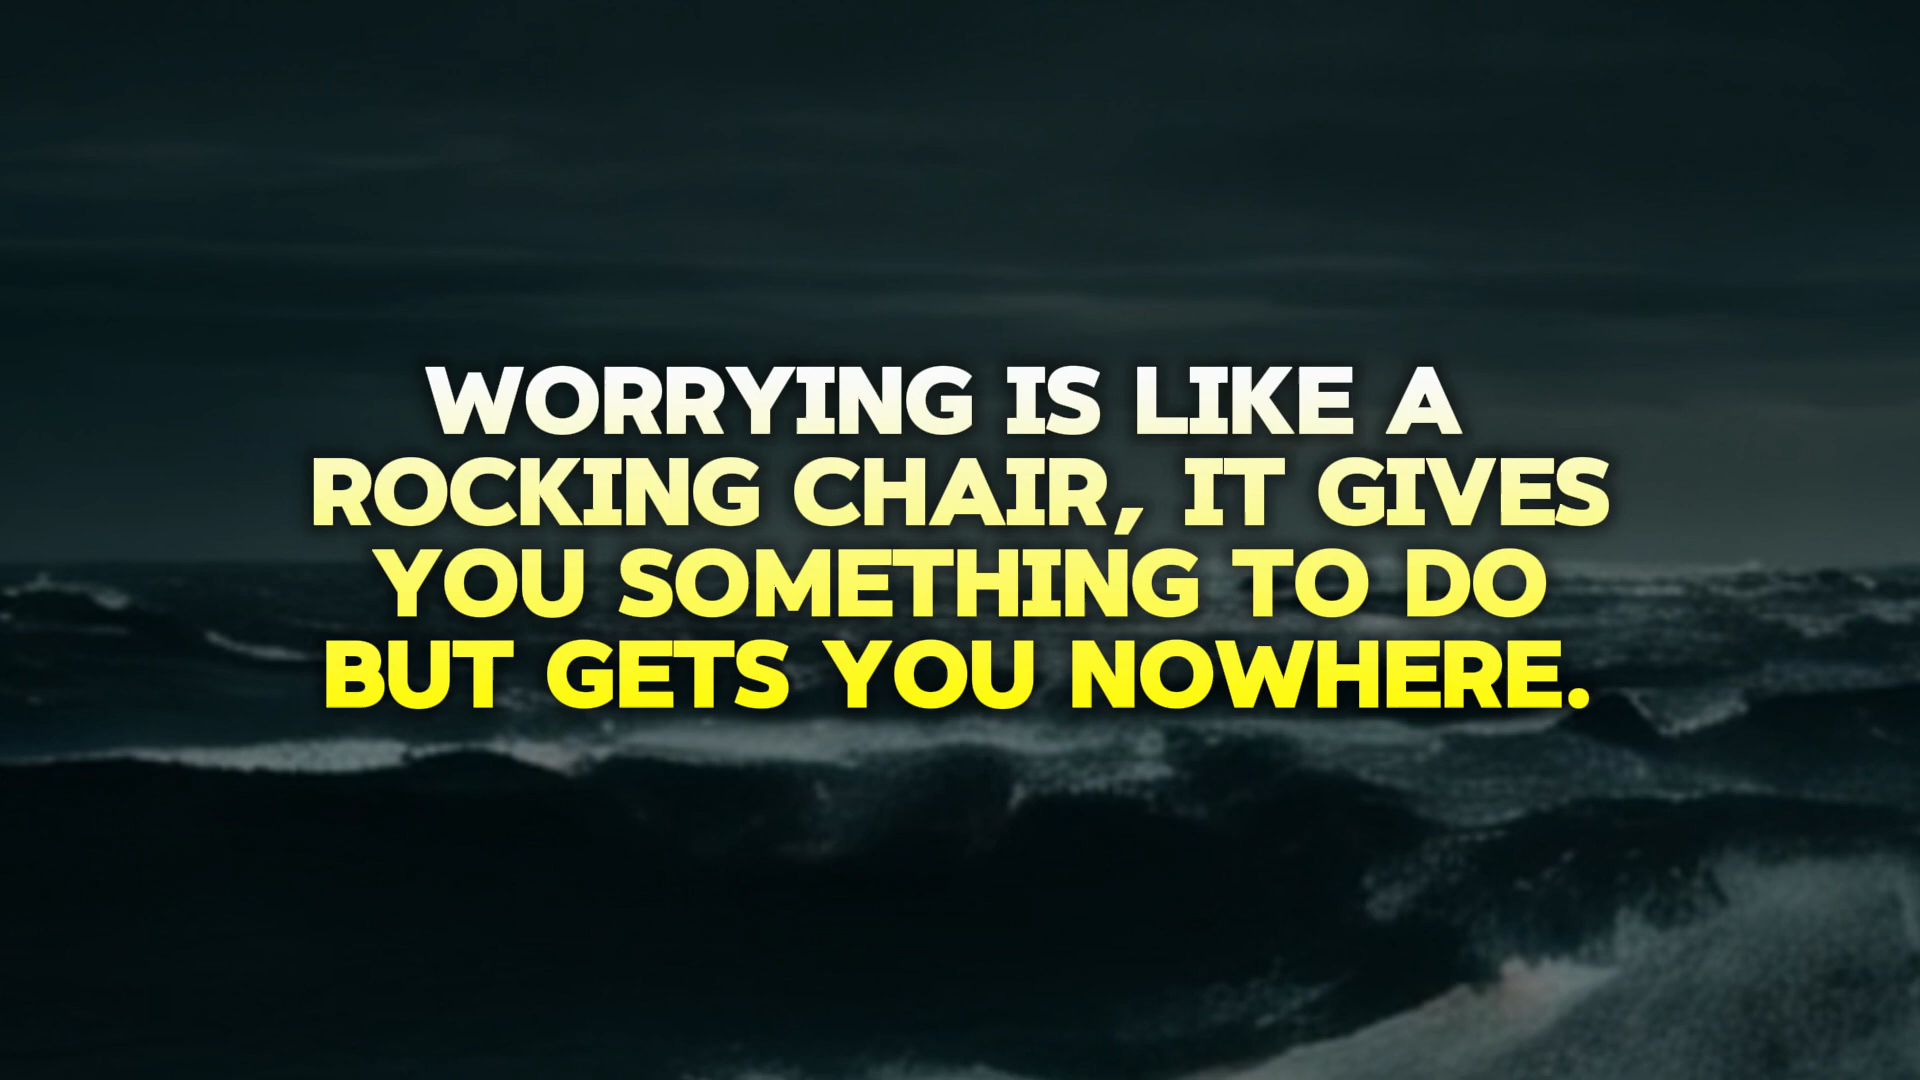 WORRYING IS LIKE A
ROCKING CHAIR, IT GIVES
YOU SOMETHING TO DO
BUT GETS YOU NOWHERE.